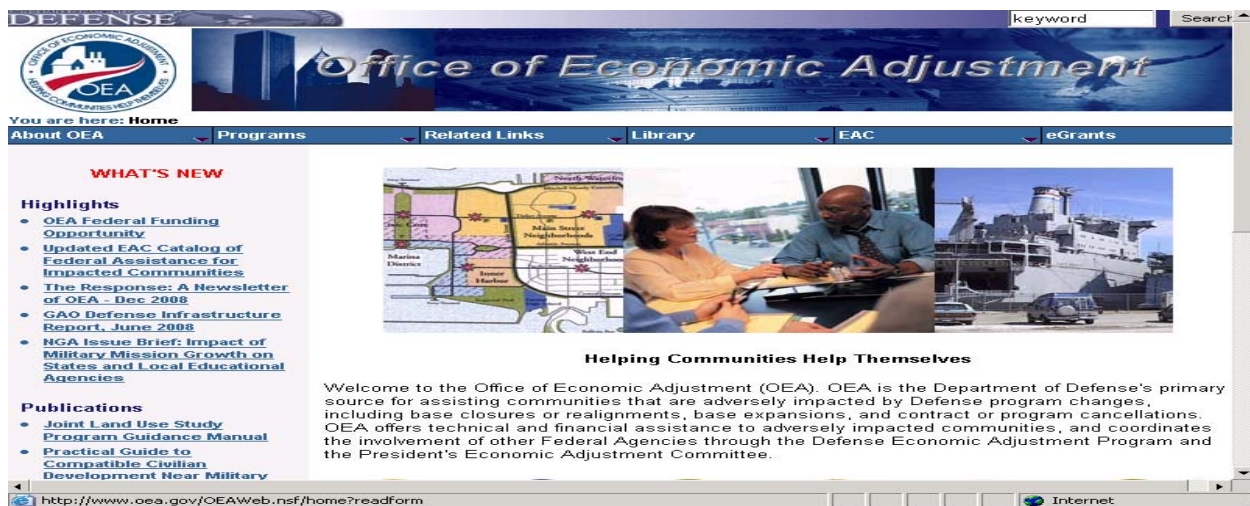 DEFENSE
keyword Search
OFFICE OF ECONOMIC ADJUSTMENT
OEA
HELPING COMMUNITIES HELP THEMSELVES
Office of Economic Adjustment
You are here: Home
About OEA Programs Related Links Library EAC eGrants
WHAT'S NEW
Highlights
• OEA Federal Funding
Opportunity
• Updated EAC Catalog of
Federal Assistance for
Impacted Communities
• The Response: A Newsletter
of OEA - Dec 2008
• GAO Defense Infrastructure
Report, June 2008
• NGA Issue Brief: Impact of
Military Mission Growth on
States and Local Educational
Agencies
Publications
• Joint Land Use Study
Program Guidance Manual
• Practical Guide to
Compatible Civilian
Development Near Military
Main Street
Neighborhoods
Marina
District
West End
Inner
Harbor
Helping Communities Help Themselves
Welcome to the Office of Economic Adjustment (OEA). OEA is the Department of Defense's primary
source for assisting communities that are adversely impacted by Defense program changes,
including base closures or realignments, base expansions, and contract or program cancellations.
OEA offers technical and financial assistance to adversely impacted communities, and coordinates
the involvement of other Federal Agencies through the Defense Economic Adjustment Program and
the President's Economic Adjustment Committee.
http://www.oea.gov/OEAWeb.nsf/home?readform Internet